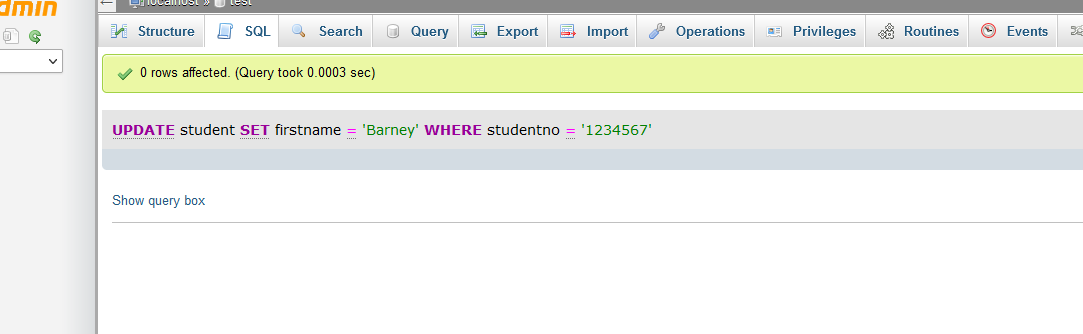 dmin
localhost » test
Structure SQL Search Query Export Import Operations Privileges Routines Events
0 rows affected. (Query took 0.0003 sec)
UPDATE student SET firstname = 'Barney' WHERE studentno = '1234567'
Show query box